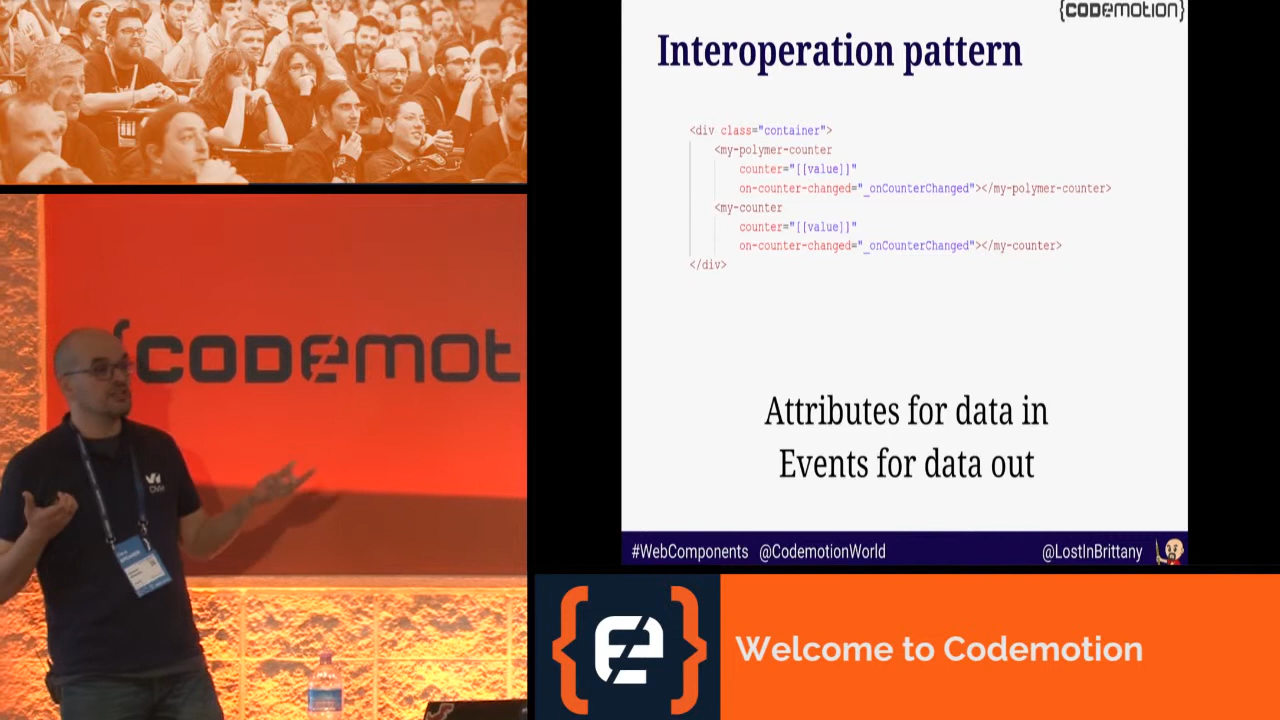 {CODEMOTION}
Interoperation pattern
<div class="container">
<my-polymer-counter
counter="[[value]]"
on-counter-changed="_onCounterChanged"></my-polymer-counter>
<my-counter
counter="[[value]]"
on-counter-changed="_onCounterChanged"></my-counter>
</div>
Attributes for data in
Events for data out
#WebComponents @CodemotionWorld @LostInBrittany
{CODEMOT
OVH
Welcome to Codemotion